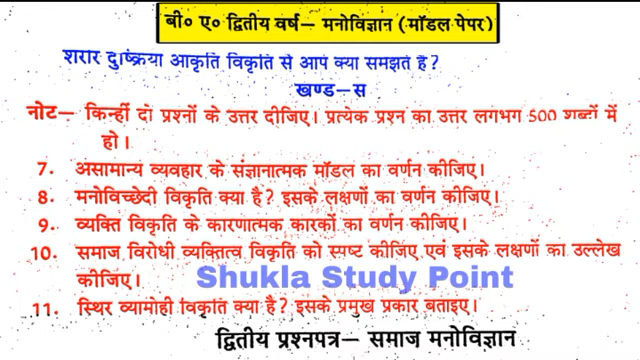 बी० ए० द्वितीय वर्ष– मनोविज्ञान (मॉडल पेपर)
शरीर दुष्क्रिया आकृति विकृति से आप क्या समझते है?
खण्ड–स
नोट– किन्हीं दो प्रश्नों के उत्तर दीजिए। प्रत्येक प्रश्न का उत्तर लगभग 500 शब्दों में
हो।
7. असामान्य व्यवहार के संज्ञानात्मक मॉडल का वर्णन कीजिए।
8. मनोविच्छेदी विकृति क्या है? इसके लक्षणों का वर्णन कीजिए।
9. व्यक्ति विकृति के कारणात्मक कारकों का वर्णन कीजिए।
10. समाज विरोधी व्यक्तित्व विकृति को स्पष्ट कीजिए एवं इसके लक्षणों का उल्लेख
कीजिए।
Shukla Study Point
11. स्थिर व्यामोही विकृति क्या है? इसके प्रमुख प्रकार बताइए।
द्वितीय प्रश्नपत्र– समाज मनोविज्ञान